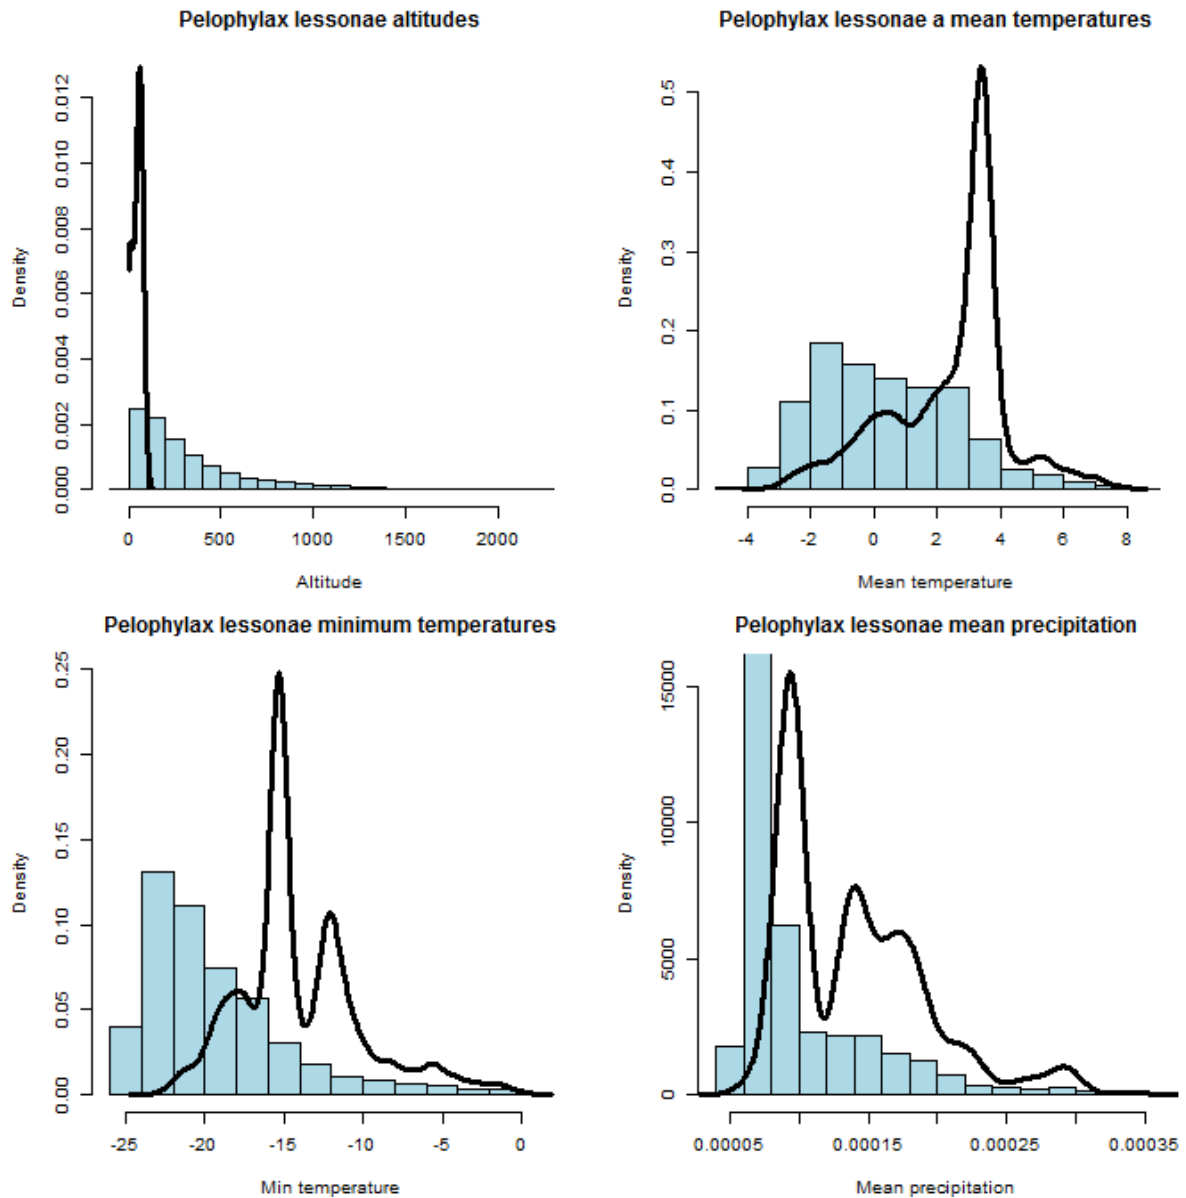 Pelophylax lessonae altitudes
Density
0.000 0.002 0.004 0.006 0.008 0.010 0.012
0 500 1000 1500 2000
Altitude
Pelophylax lessonae a mean temperatures
Density
0.0 0.1 0.2 0.3 0.4 0.5
-4 -2 0 2 4 6 8
Mean temperature
Pelophylax lessonae minimum temperatures
Density
0.00 0.05 0.10 0.15 0.20 0.25
-25 -20 -15 -10 -5 0
Min temperature
Pelophylax lessonae mean precipitation
Density
0 5000 10000 15000
0.00005 0.00015 0.00025 0.00035
Mean precipitation